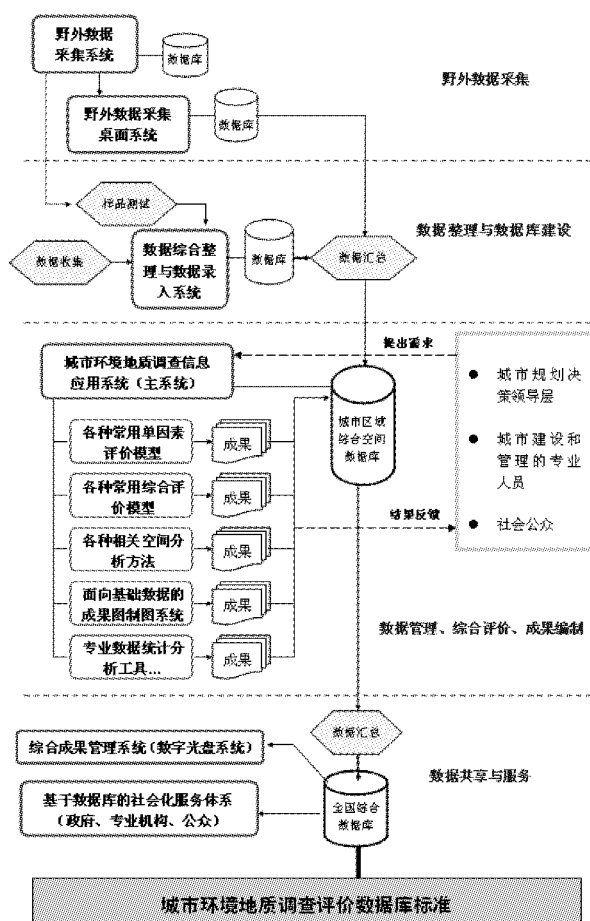 野外数据
采集系统
数据库
野外数据采集
野外数据采集
桌面系统
数据库
样品测试
数据整理与数据库建设
数据收集
数据综合整
理与数据录
入系统
数据库
数据汇总
提出需求
城市环境地质调查信息
应用系统（主系统）
城市区域
综合空间
数据库
● 城市规划决
策领导层
● 城市建设和
管理的专业
人员
● 社会公众
各种常用单因素
评价模型
成果
各种常用综合评
价模型
成果
结果反馈
各种相关空间分
析方法
成果
面向基础数据的
成果图制图系统
成果
专业数据统计分
析工具...
成果
数据管理、综合评价、成果编制
数据汇总
综合成果管理系统（数字光盘系统）
数据共享与服务
基于数据库的社会化服务体系
（政府、专业机构、公众）
全国综合
数据库
城市环境地质调查评价数据库标准